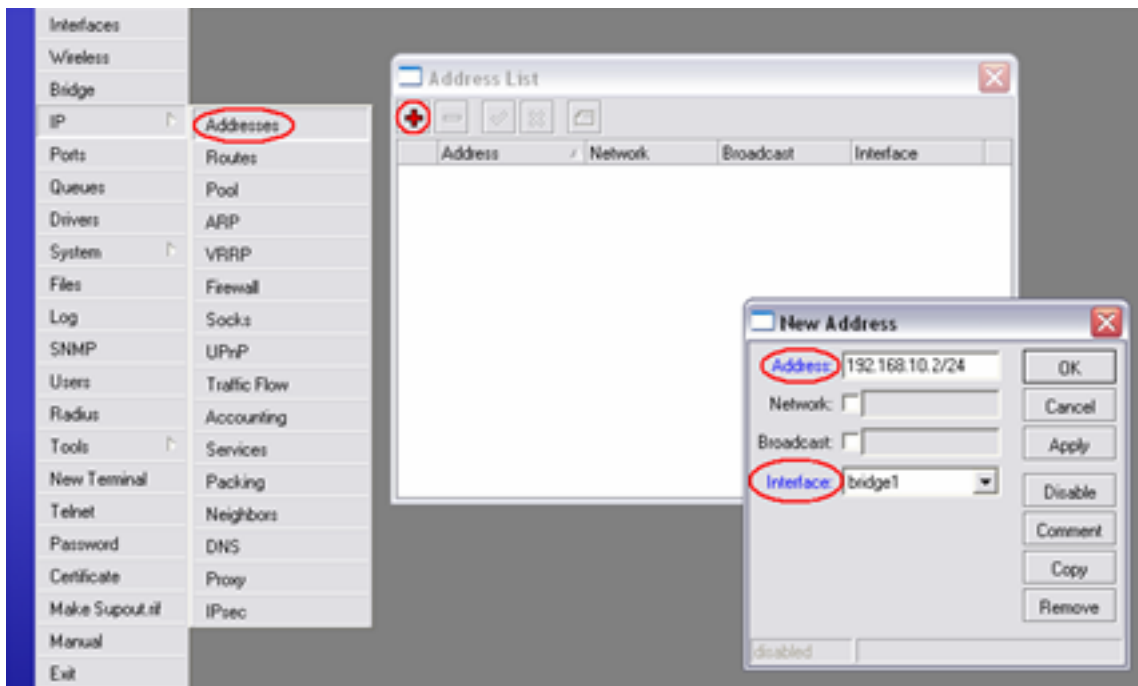 Interfaces
Wireless
Bridge
IP
Ports
Queues
Drivers
System
Files
Log
SNMP
Users
Radius
Tools
New Terminal
Telnet
Password
Certificate
Make Supout.rif
Manual
Exit
Addresses
Routes
Pool
ARP
VRRP
Firewall
Socks
UPnP
Traffic Flow
Accounting
Services
Packing
Neighbors
DNS
Proxy
IPsec
Address List
Address Network Broadcast Interface
New Address
Address: 192.168.10.2/24
Network:
Broadcast:
Interface: bridge1
OK
Cancel
Apply
Disable
Comment
Copy
Remove
disabled